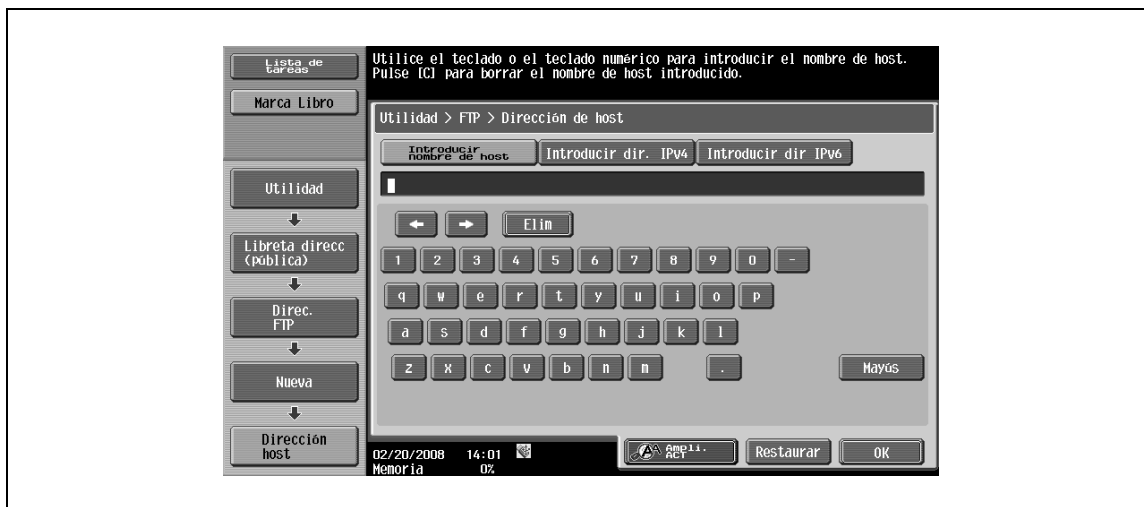 Lista de
tareas
Marca Libro
Utilidad
Libreta direcc
(pública)
Direc.
FTP
Nueva
Dirección
host
Utilice el teclado o el teclado numérico para introducir el nombre de host.
Pulse [C] para borrar el nombre de host introducido.
Utilidad > FTP > Dirección de host
Introducir
nombre de host
Introducir dir. IPv4
Introducir dir IPv6
Elim
1 2 3 4 5 6 7 8 9 0 -
q w e r t y u i o p
a s d f g h j k l
z x c v b n m . Mayús
02/20/2008 14:01
Memoria 0%
Ampli.
ACT
Restaurar
OK